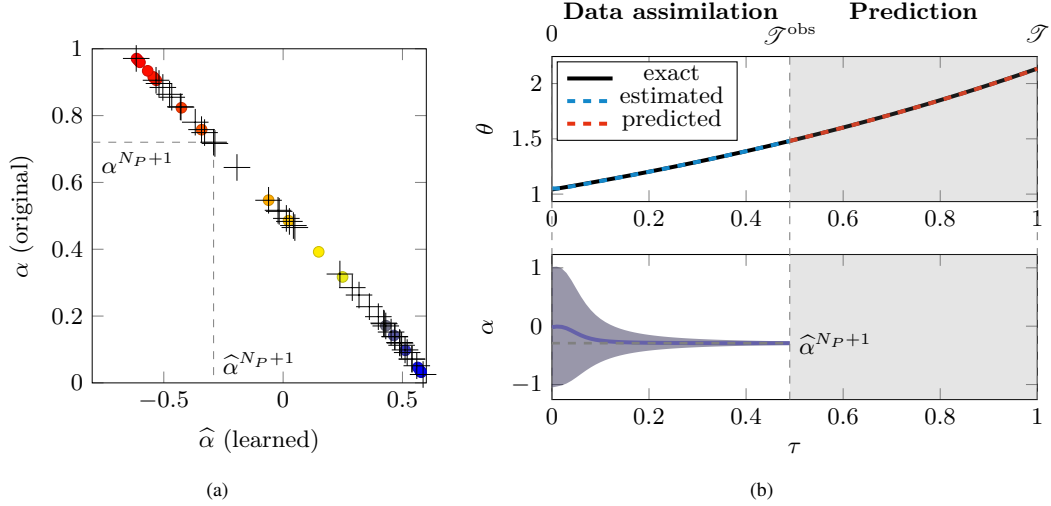 1
0.8
0.6
0.4
0.2
0
α (original)
α^{N_P+1}
\widehat{α}^{N_P+1}
−0.5
0
0.5
\widehat{α} (learned)
(a)
Data assimilation
Prediction
0
𝒯^{obs}
𝒯
exact
estimated
predicted
2
1.5
1
θ
0
0.2
0.4
0.6
0.8
1
1
0
−1
α
\widehat{α}^{N_P+1}
0
0.2
0.4
0.6
0.8
1
τ
(b)